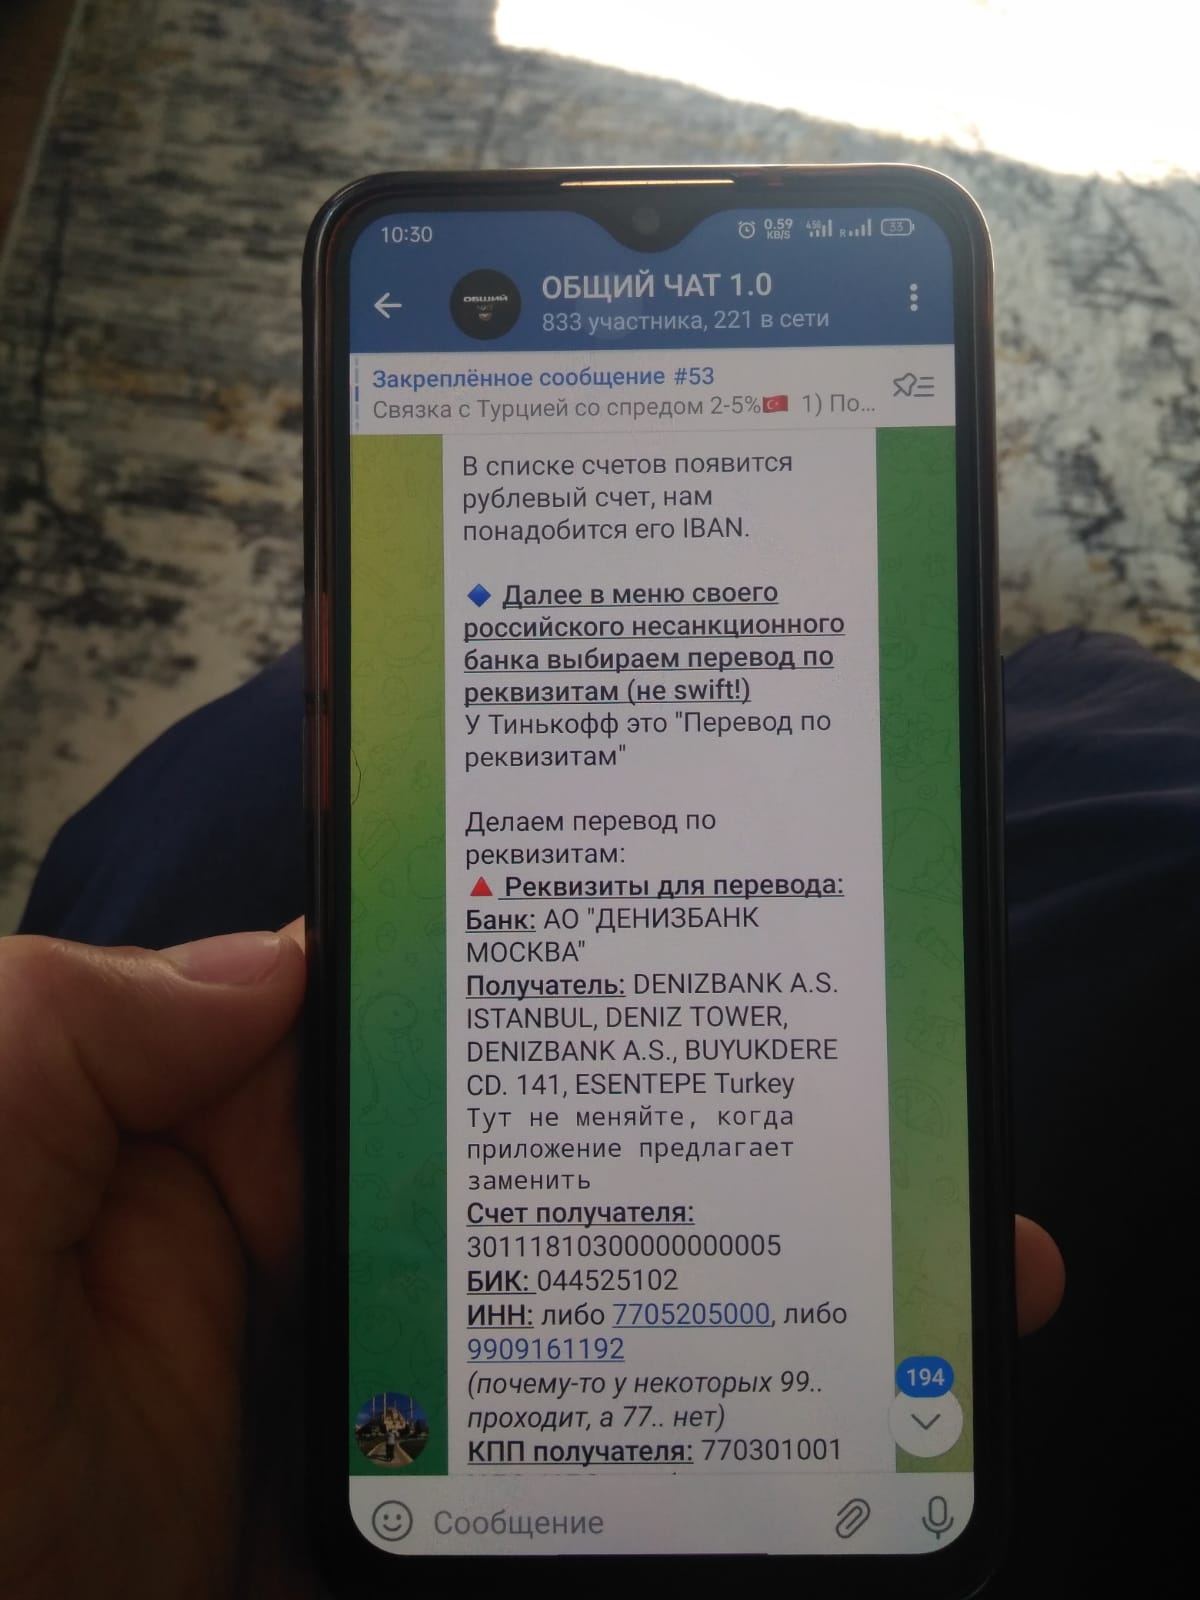 10:30
0.59
KB/S
4G
R
33
ОБЩИЙ
ОБЩИЙ ЧАТ 1.0
833 участника, 221 в сети
Закреплённое сообщение #53
Связка с Турцией со спредом 2-5%🇹🇷 1) По...
В списке счетов появится
рублевый счет, нам
понадобится его IBAN.
🔷 Далее в меню своего
российского несанкционного
банка выбираем перевод по
реквизитам (не swift!)
У Тинькофф это "Перевод по
реквизитам"
Делаем перевод по
реквизитам:
🔺 Реквизиты для перевода:
Банк: АО "ДЕНИЗБАНК
МОСКВА"
Получатель: DENIZBANK A.S.
ISTANBUL, DENIZ TOWER,
DENIZBANK A.S., BUYUKDERE
CD. 141, ESENTEPE Turkey
Тут не меняйте, когда
приложение предлагает
заменить
Счет получателя:
30111810300000000005
БИК: 044525102
ИНН: либо 7705205000, либо
9909161192
(почему-то у некоторых 99..
проходит, а 77.. нет)
КПП получателя: 770301001
194
Сообщение